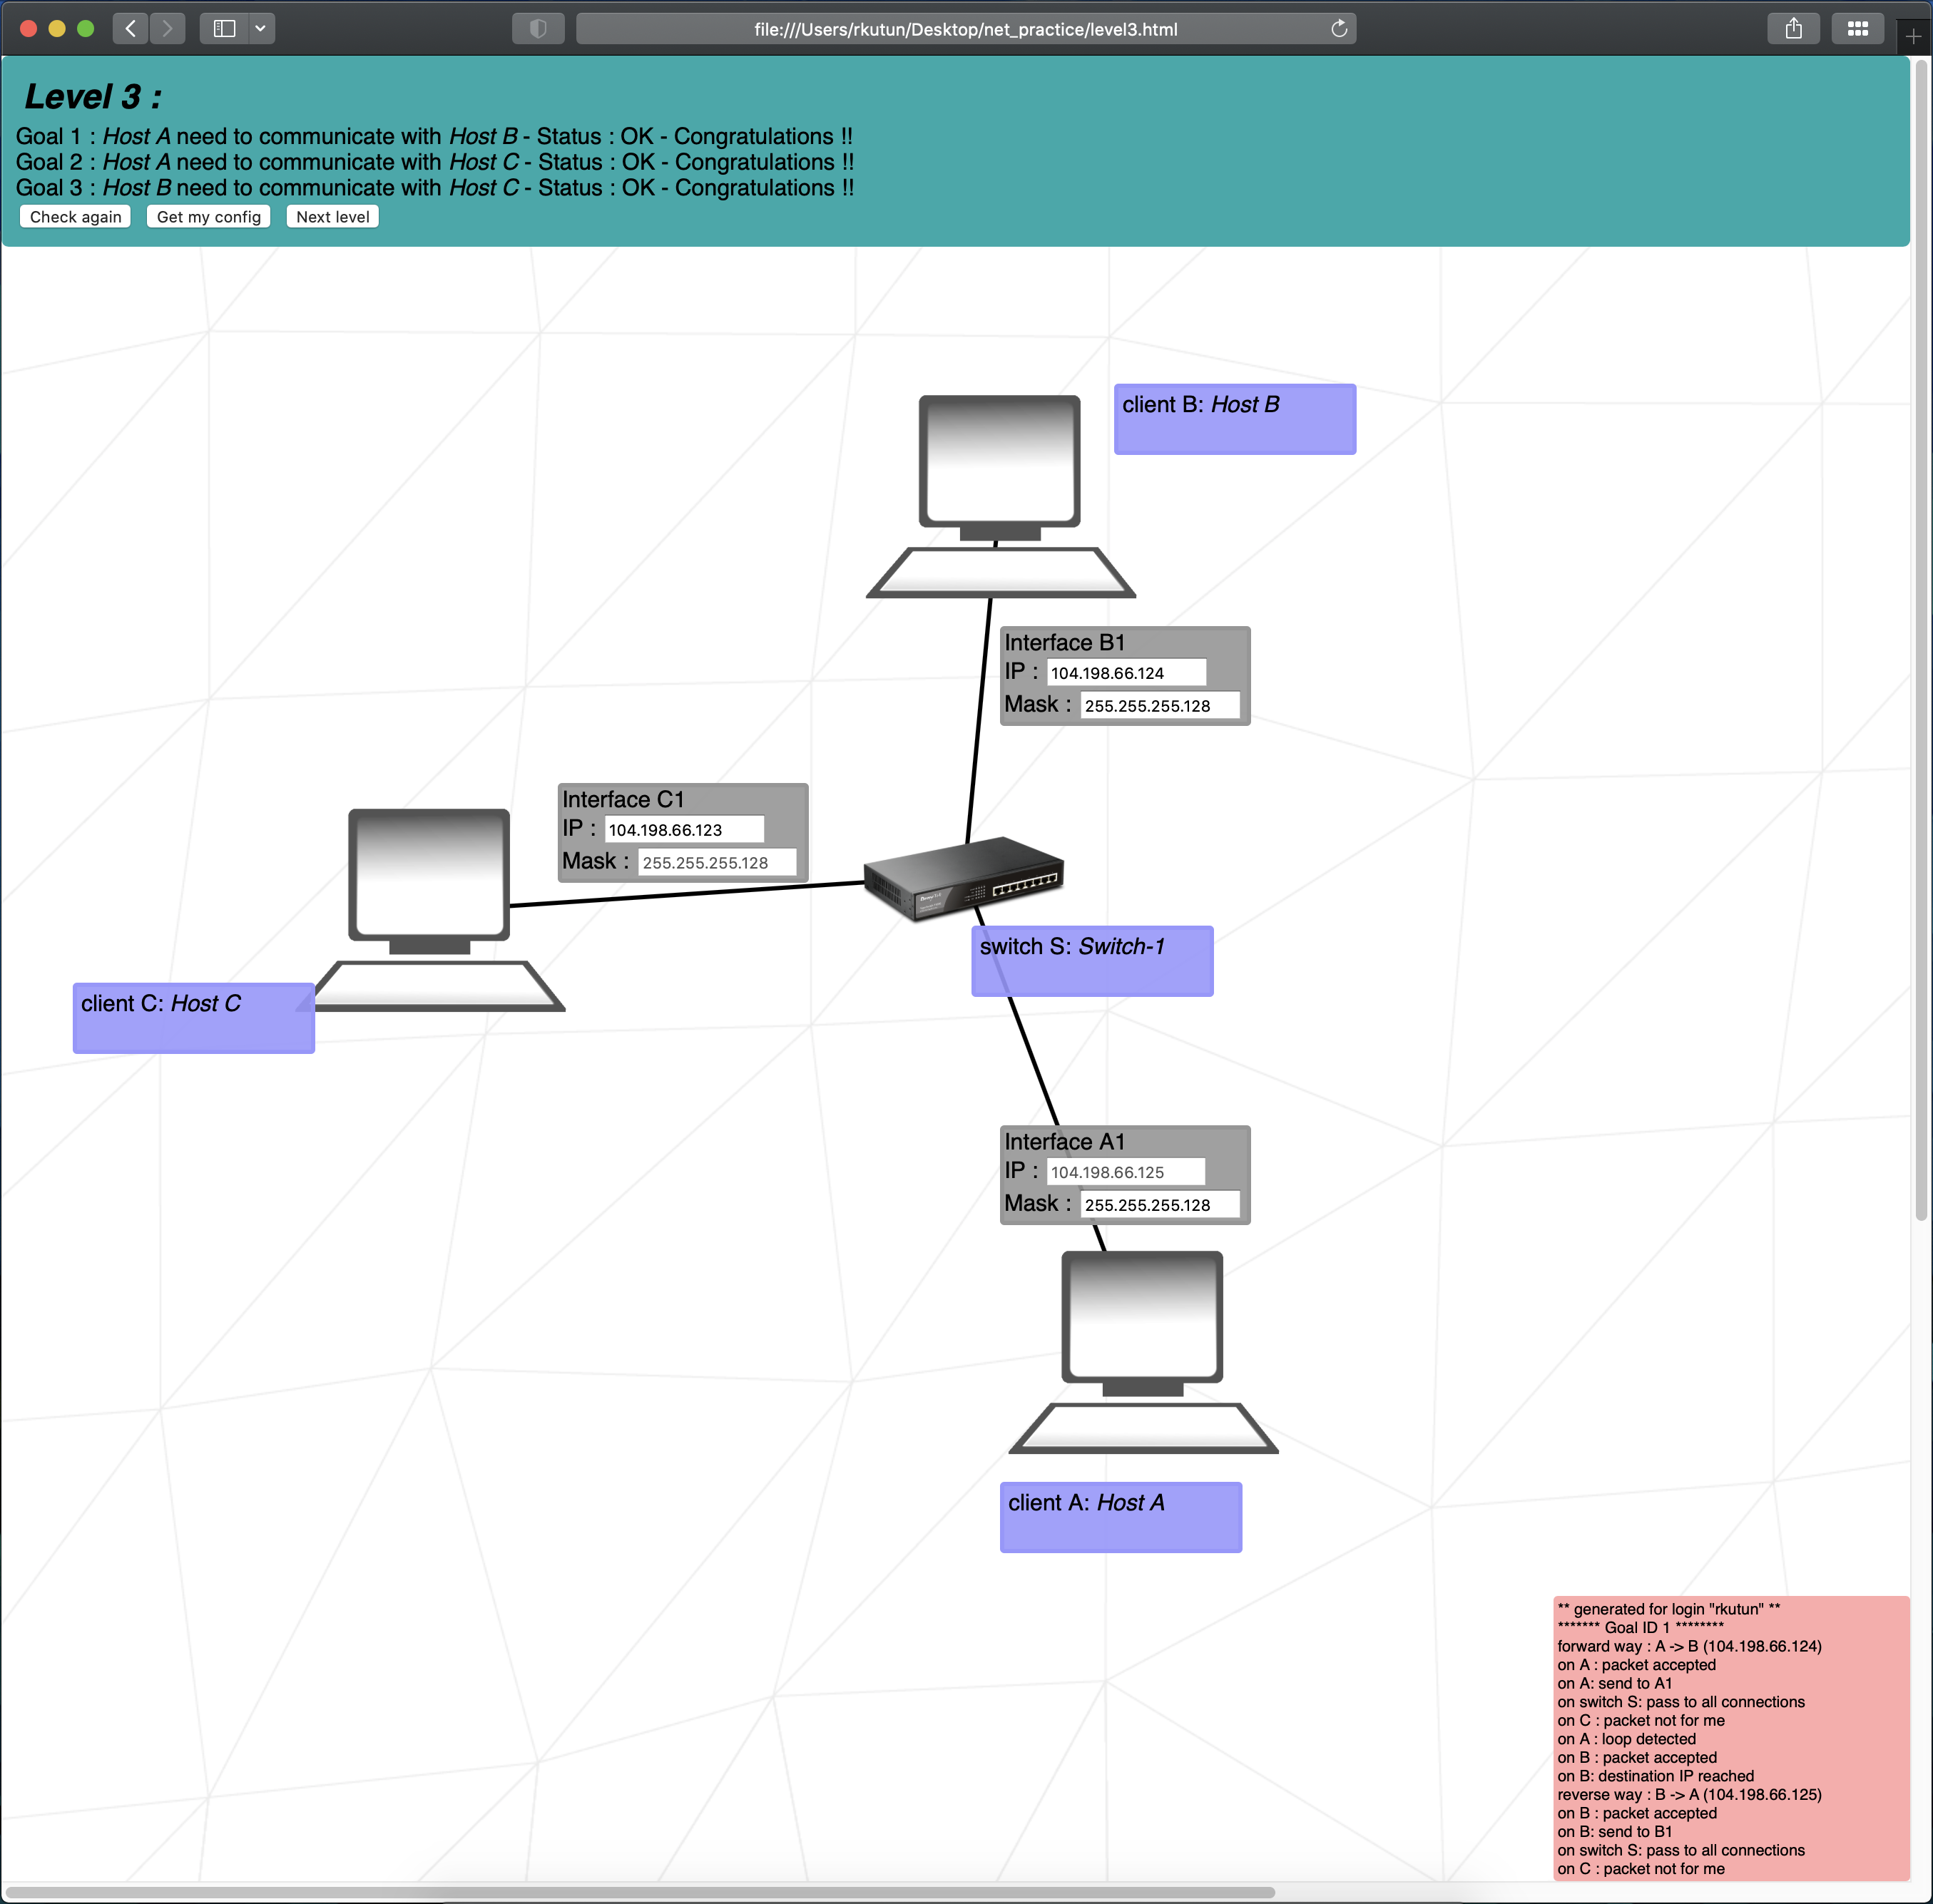 file:///Users/rkutun/Desktop/net_practice/level3.html
Level 3 :
Goal 1 : Host A need to communicate with Host B - Status : OK - Congratulations !!
Goal 2 : Host A need to communicate with Host C - Status : OK - Congratulations !!
Goal 3 : Host B need to communicate with Host C - Status : OK - Congratulations !!
Check again Get my config Next level
client B: Host B
Interface B1
IP : 104.198.66.124
Mask : 255.255.255.128
Interface C1
IP : 104.198.66.123
Mask : 255.255.255.128
switch S: Switch-1
client C: Host C
Interface A1
IP : 104.198.66.125
Mask : 255.255.255.128
client A: Host A
** generated for login "rkutun" **
******* Goal ID 1 ********
forward way : A -> B (104.198.66.124)
on A : packet accepted
on A: send to A1
on switch S: pass to all connections
on C : packet not for me
on A : loop detected
on B : packet accepted
on B: destination IP reached
reverse way : B -> A (104.198.66.125)
on B : packet accepted
on B: send to B1
on switch S: pass to all connections
on C : packet not for me